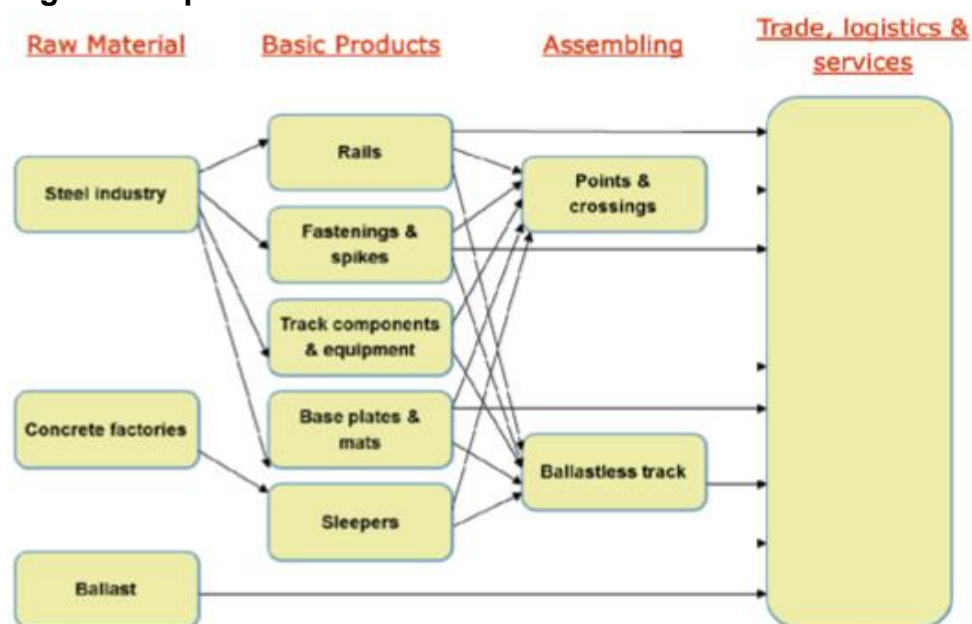 Raw Material
Basic Products
Assembling
Trade, logistics &
services
Steel industry
Concrete factories
Ballast
Rails
Fastenings &
spikes
Track components
& equipment
Base plates &
mats
Sleepers
Points &
crossings
Ballastless track